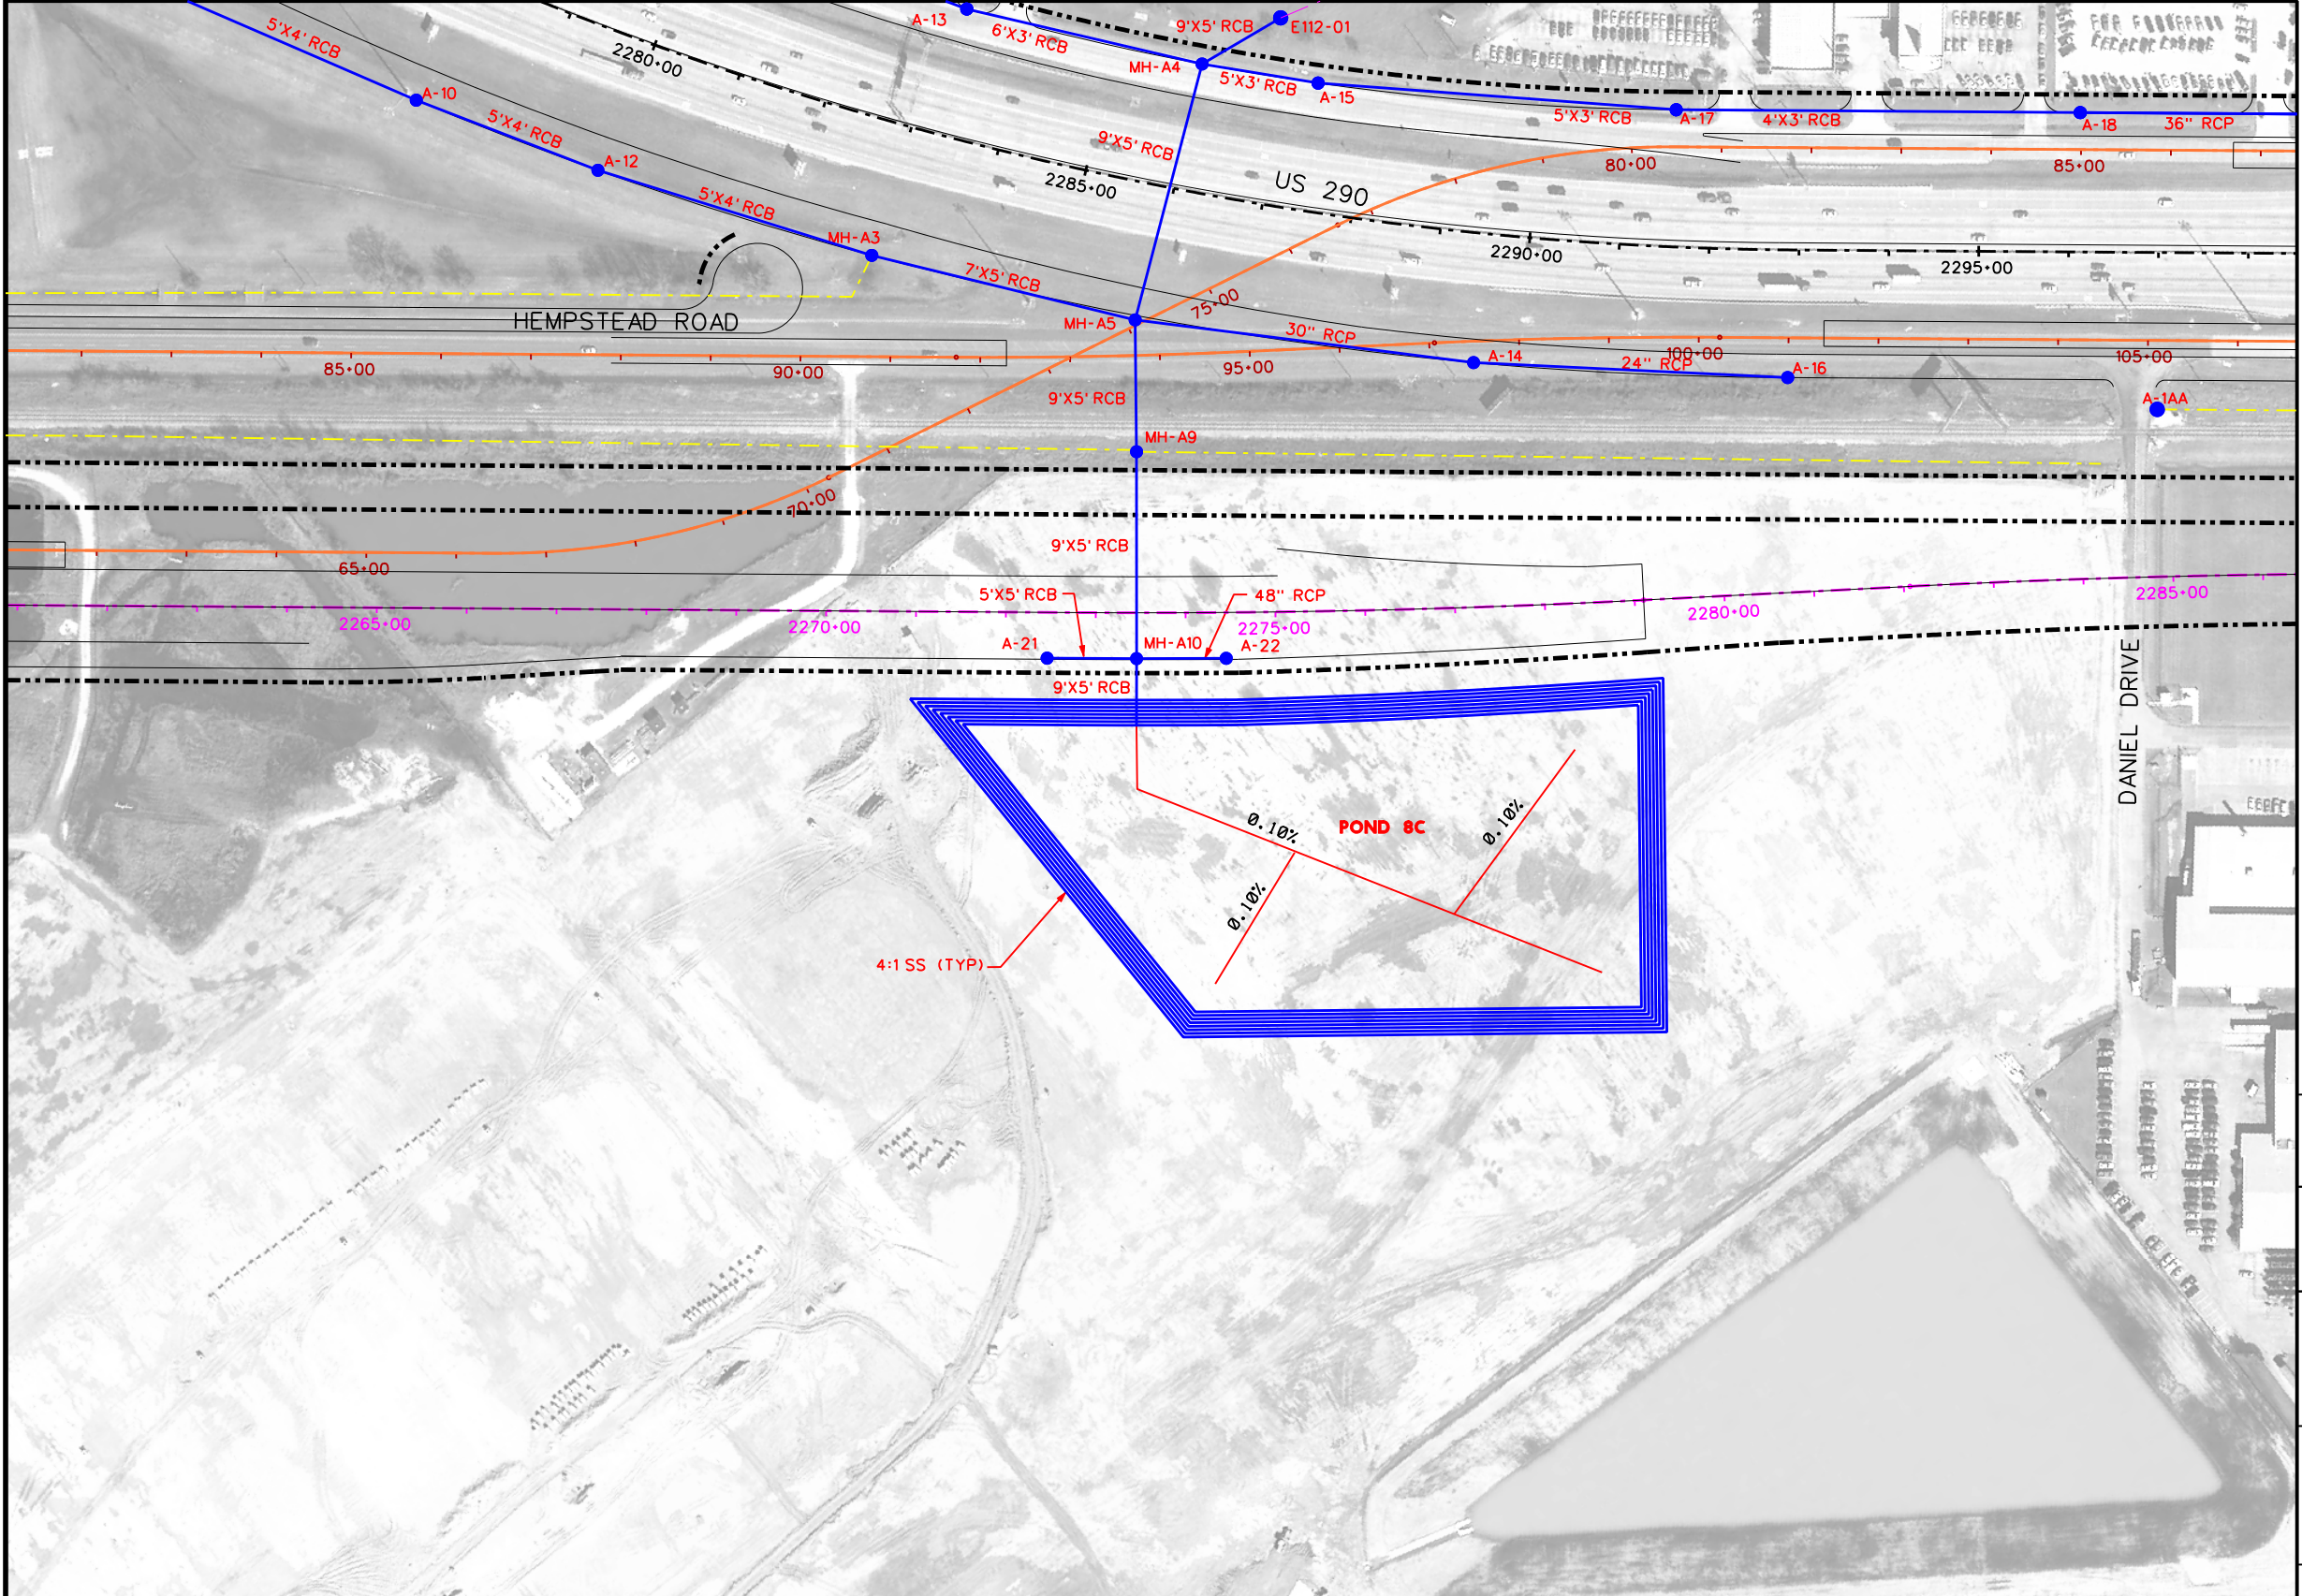 A-13
9'X5' RCB
E112-01
5'X4' RCB
6'X3' RCB
2280+00
MH-A4
5'X3' RCB
A-15
A-10
5'X4' RCB
5'X3' RCB
A-17
4'X3' RCB
A-18
36" RCP
9'X5' RCB
A-12
80+00
85+00
2285+00
US 290
5'X4' RCB
MH-A3
2290+00
2295+00
7'X5' RCB
75+00
HEMPSTEAD ROAD
MH-A5
30" RCP
A-14
100+00
24" RCP
A-16
105+00
85+00
90+00
95+00
9'X5' RCB
A-1AA
MH-A9
70+00
9'X5' RCB
65+00
5'X5' RCB
48" RCP
2265+00
2270+00
2275+00
2280+00
2285+00
A-21
MH-A10
A-22
9'X5' RCB
DANIEL DRIVE
0.10%
POND 8C
0.10%
0.10%
4:1 SS (TYP)